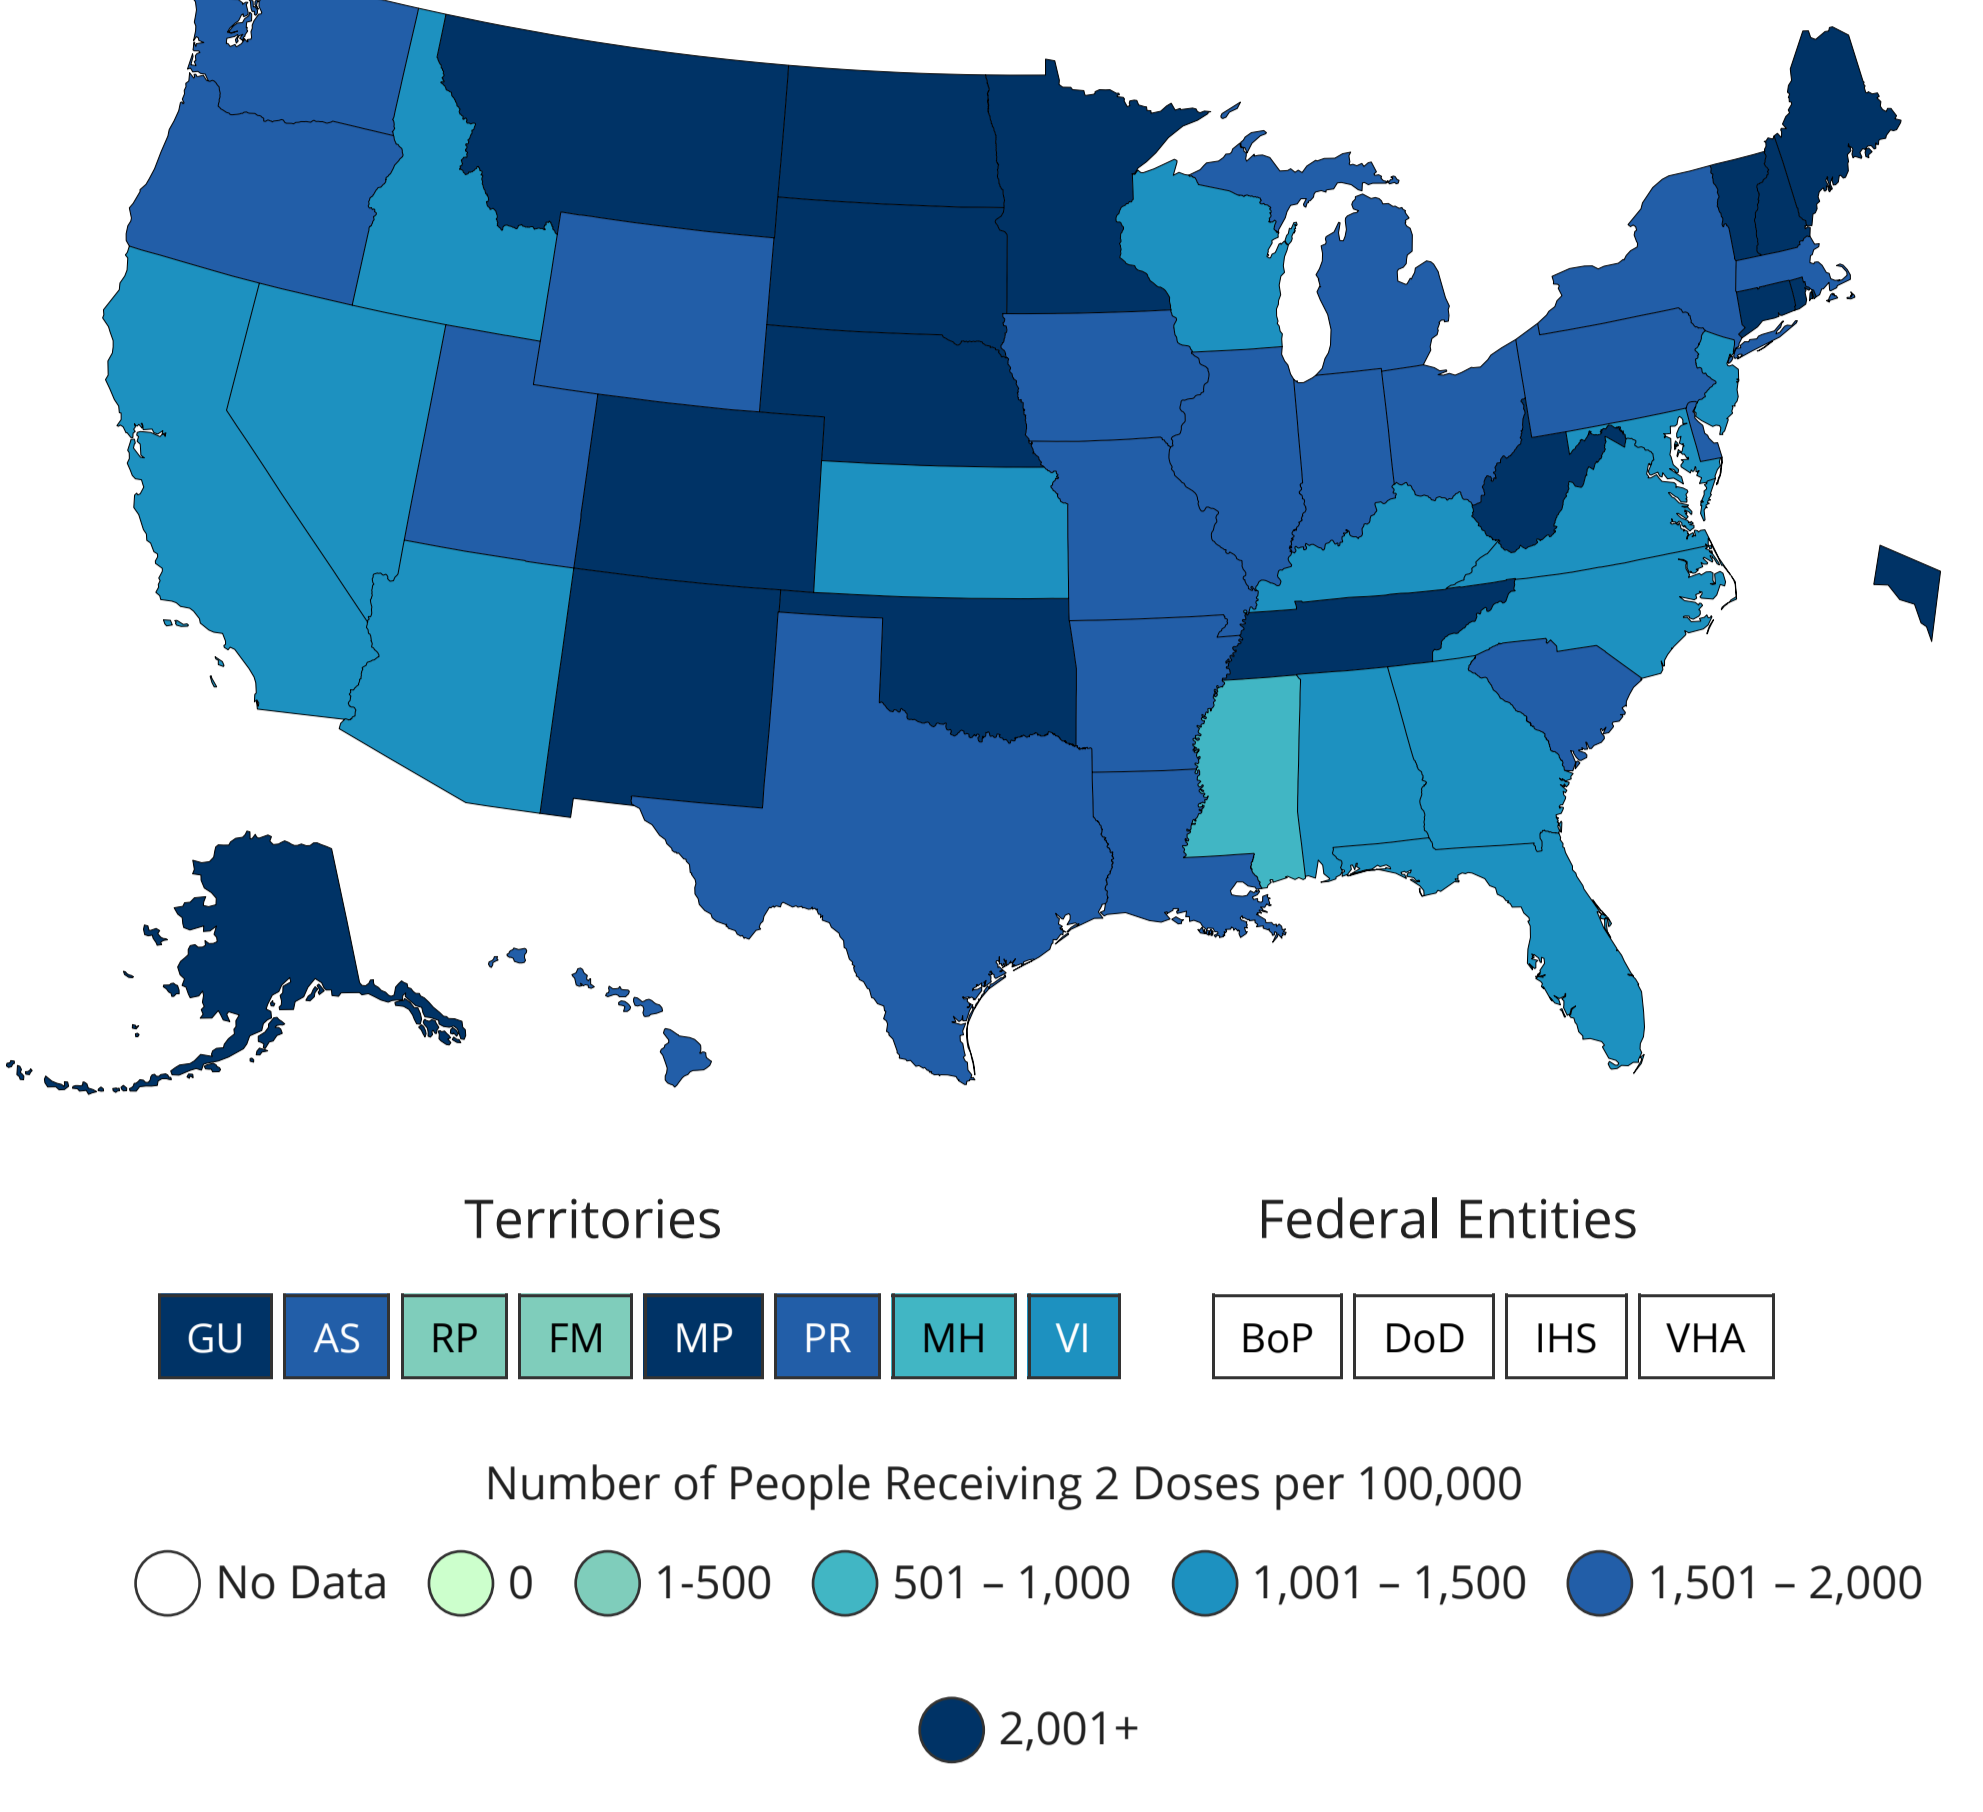 Territories
Federal Entities
GU AS RP FM MP PR MH VI
BoP DoD IHS VHA
Number of People Receiving 2 Doses per 100,000
No Data 0 1-500 501 – 1,000 1,001 – 1,500 1,501 – 2,000
2,001+